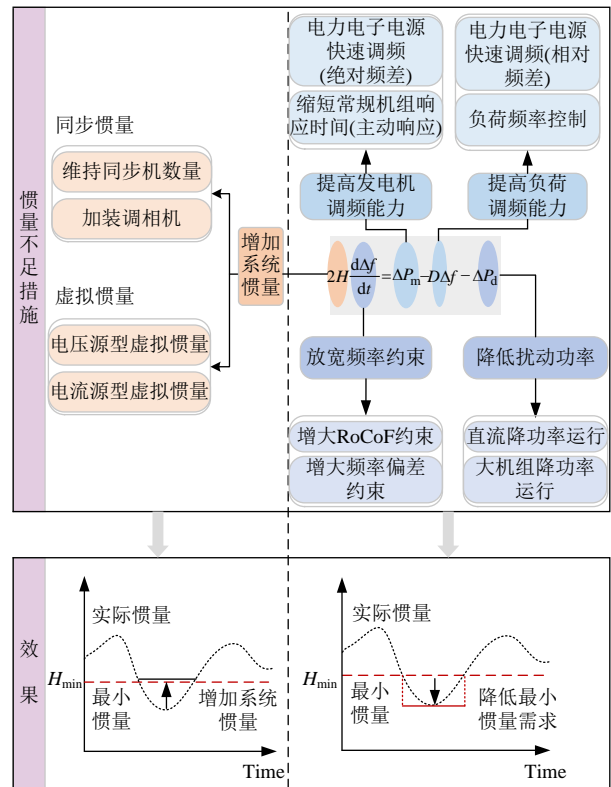 惯量不足措施
同步惯量
维持同步机数量
加装调相机
虚拟惯量
电压源型虚拟惯量
电流源型虚拟惯量
增加
系统
惯量
电力电子电源
快速调频
(绝对频差)
缩短常规机组响
应时间(主动响应)
提高发电机
调频能力
电力电子电源
快速调频(相对
频差)
负荷频率控制
提高负荷
调频能力
2H dΔf/dt =ΔPm−DΔf−ΔPd
放宽频率约束
增大RoCoF约束
增大频率偏差
约束
降低扰动功率
直流降功率运行
大机组降功率
运行
效果
实际惯量
Hmin
最小
惯量
增加系统
惯量
Time
实际惯量
Hmin
最小
惯量
降低最小
惯量需求
Time